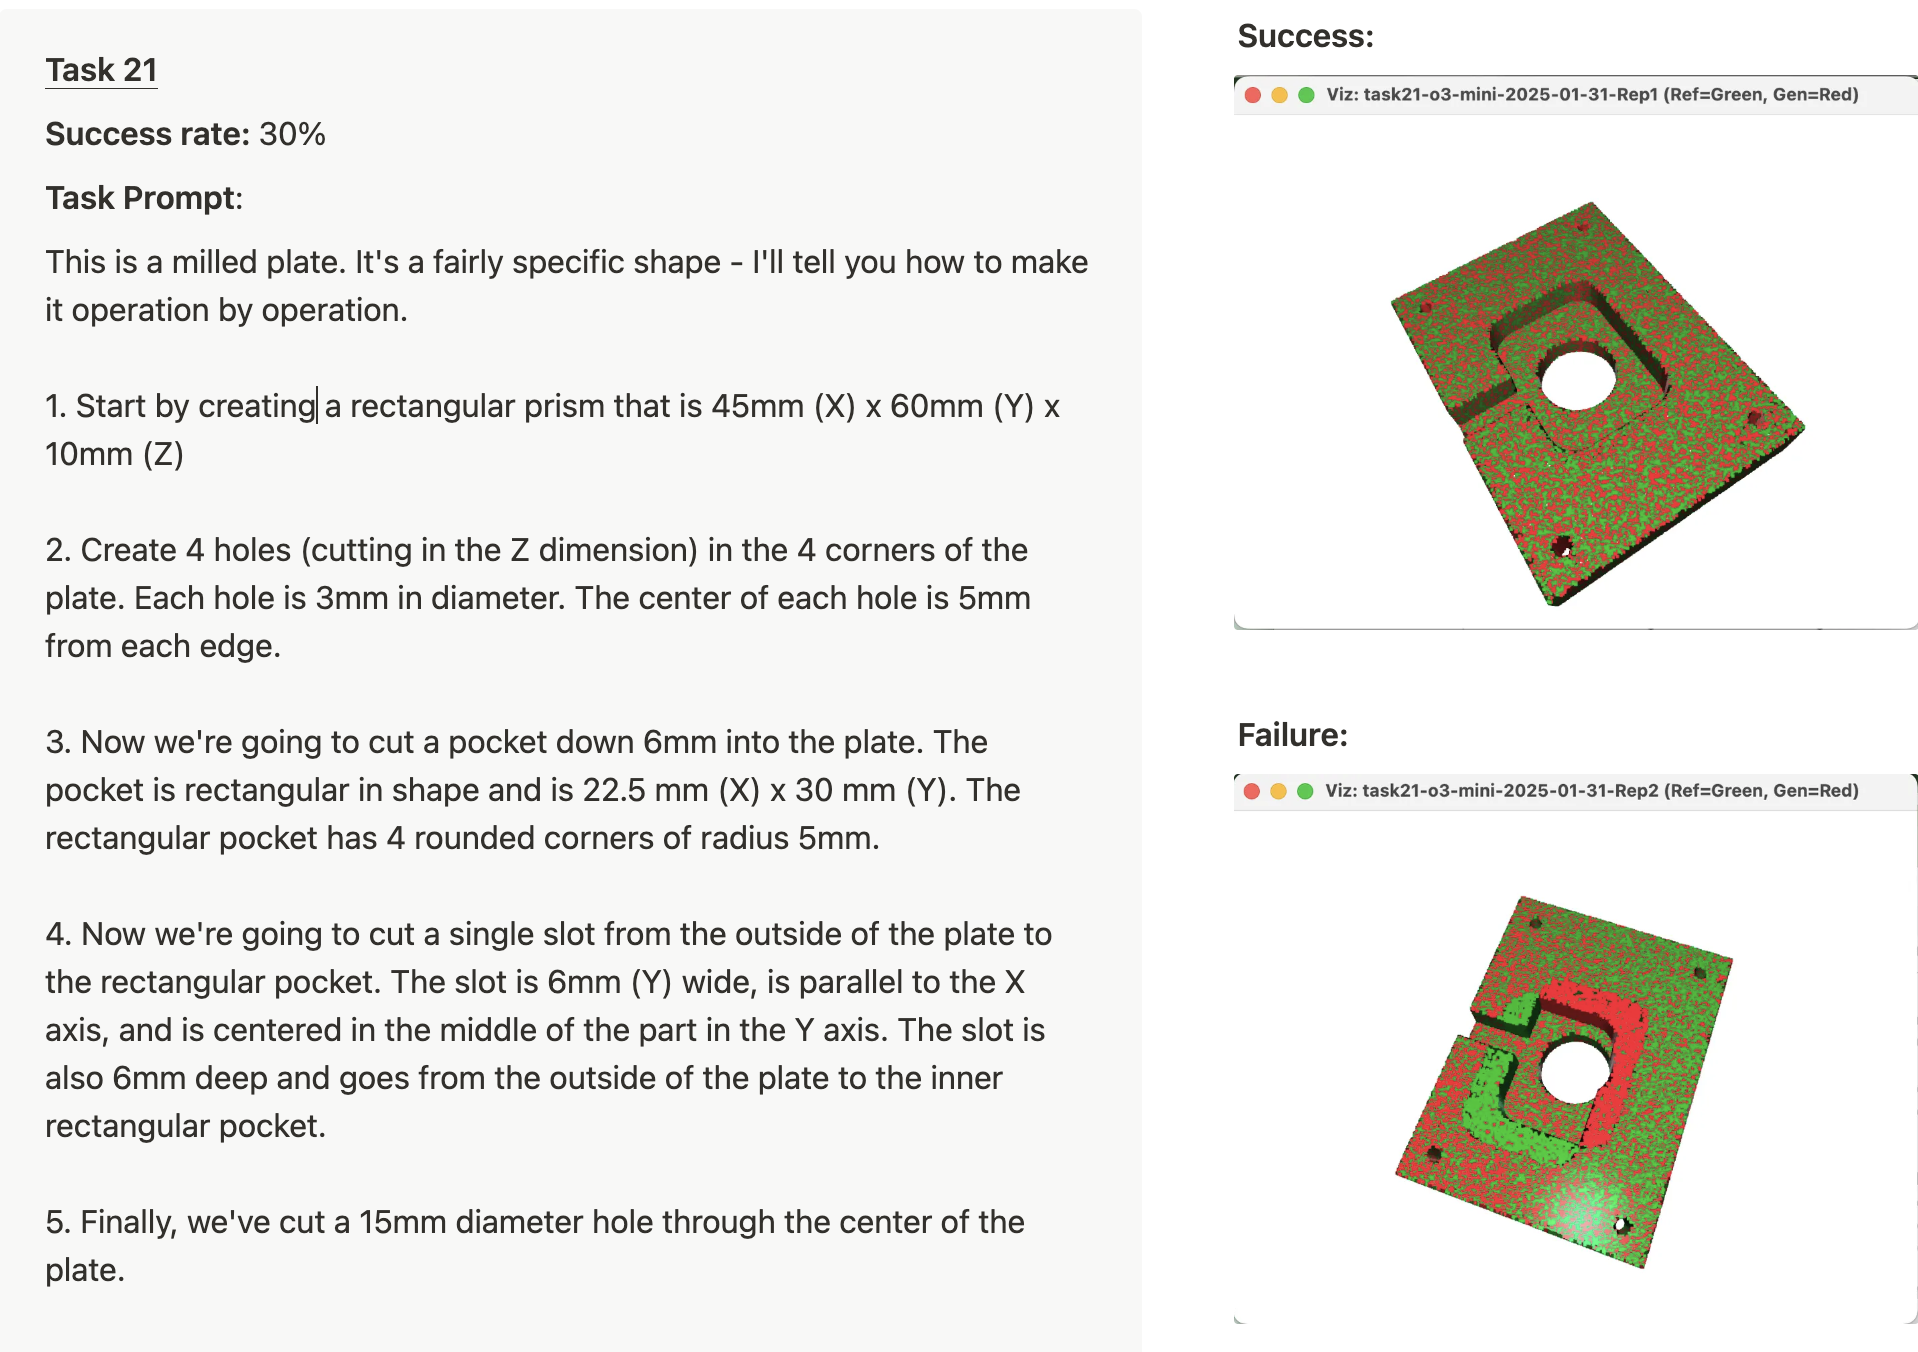 Task 21
Success rate: 30%
Task Prompt:
This is a milled plate. It's a fairly specific shape - I'll tell you how to make
it operation by operation.
1. Start by creating a rectangular prism that is 45mm (X) x 60mm (Y) x
10mm (Z)
2. Create 4 holes (cutting in the Z dimension) in the 4 corners of the
plate. Each hole is 3mm in diameter. The center of each hole is 5mm
from each edge.
3. Now we're going to cut a pocket down 6mm into the plate. The
pocket is rectangular in shape and is 22.5 mm (X) x 30 mm (Y). The
rectangular pocket has 4 rounded corners of radius 5mm.
4. Now we're going to cut a single slot from the outside of the plate to
the rectangular pocket. The slot is 6mm (Y) wide, is parallel to the X
axis, and is centered in the middle of the part in the Y axis. The slot is
also 6mm deep and goes from the outside of the plate to the inner
rectangular pocket.
5. Finally, we've cut a 15mm diameter hole through the center of the
plate.
Success:
Viz: task21-o3-mini-2025-01-31-Rep1 (Ref=Green, Gen=Red)
Failure:
Viz: task21-o3-mini-2025-01-31-Rep2 (Ref=Green, Gen=Red)